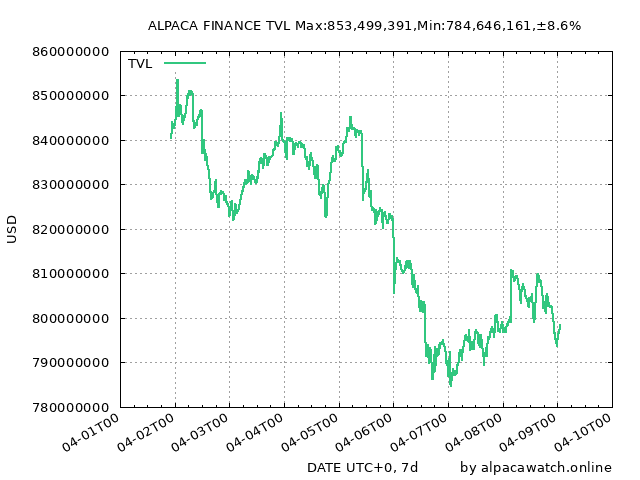 ALPACA FINANCE TVL Max:853,499,391,Min:784,646,161,±8.6%
860000000
TVL
850000000
840000000
830000000
820000000
USD
810000000
800000000
790000000
780000000
04-01T00 04-02T00 04-03T00 04-04T00 04-05T00 04-06T00 04-07T00 04-08T00 04-09T00 04-10T00
DATE UTC+0, 7d by alpacawatch.online